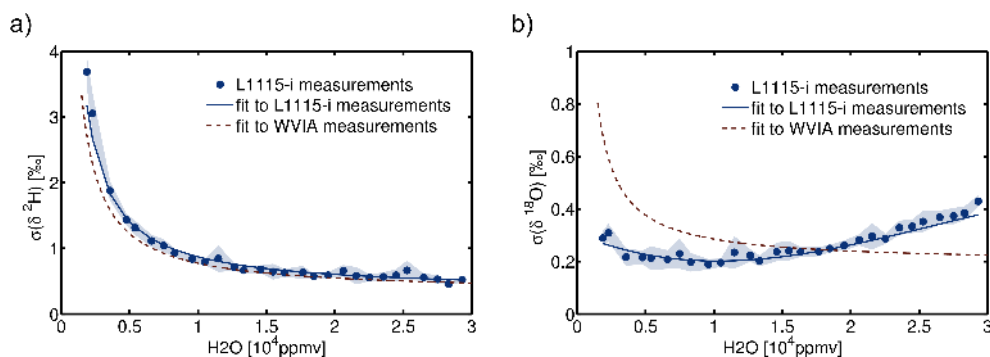 a)
σ(δ ²H) [‰]
4
3
2
1
0
L1115-i measurements
fit to L1115-i measurements
fit to WVIA measurements
0 0.5 1 1.5 2 2.5 3
H2O [10⁴ppmv]
b)
σ(δ ¹⁸O) [‰]
1
0.8
0.6
0.4
0.2
0
L1115-i measurements
fit to L1115-i measurements
fit to WVIA measurements
0 0.5 1 1.5 2 2.5 3
H2O [10⁴ppmv]